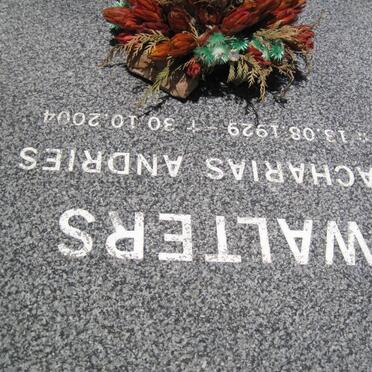 WALTERS
ACHARIAS ANDRIES
☆ 13.08.1929 – † 30.10.2004